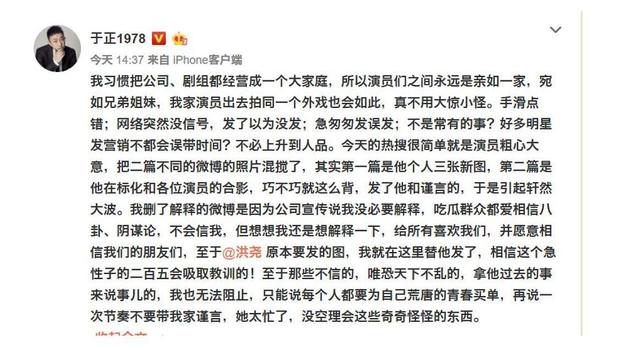 于正1978
今天 14:37 来自 iPhone客户端
我习惯把公司、剧组都经营成一个大家庭，所以演员们之间永远是亲如一家，宛
如兄弟姐妹，我家演员出去拍同一个外戏也会如此，真不用大惊小怪。手滑点
错；网络突然没信号，发了以为没发；急匆匆发误发；不是常有的事？好多明星
发营销不都会误带时间？不必上升到人品。今天的热搜很简单就是演员粗心大
意，把二篇不同的微博的照片混搅了，其实第一篇是他个人三张新图，第二篇是
他在标化和各位演员的合影，巧不巧就这么背，发了他和谨言的，于是引起轩然
大波。我删了解释的微博是因为公司宣传说我没必要解释，吃瓜群众都爱相信八
卦、阴谋论，不会信我，但想想我还是想解释一下，给所有喜欢我们，并愿意相
信我们的朋友们，至于@洪尧 原本要发的图，我就在这里替他发了，相信这个急
性子的二百五会吸取教训的！至于那些不信的，唯恐天下不乱的，拿他过去的事
来说事儿的，我也无法阻止，只能说每个人都要为自己荒唐的青春买单，再说一
次节奏不要带我家谨言，她太忙了，没空理会这些奇奇怪怪的东西。
收起全文